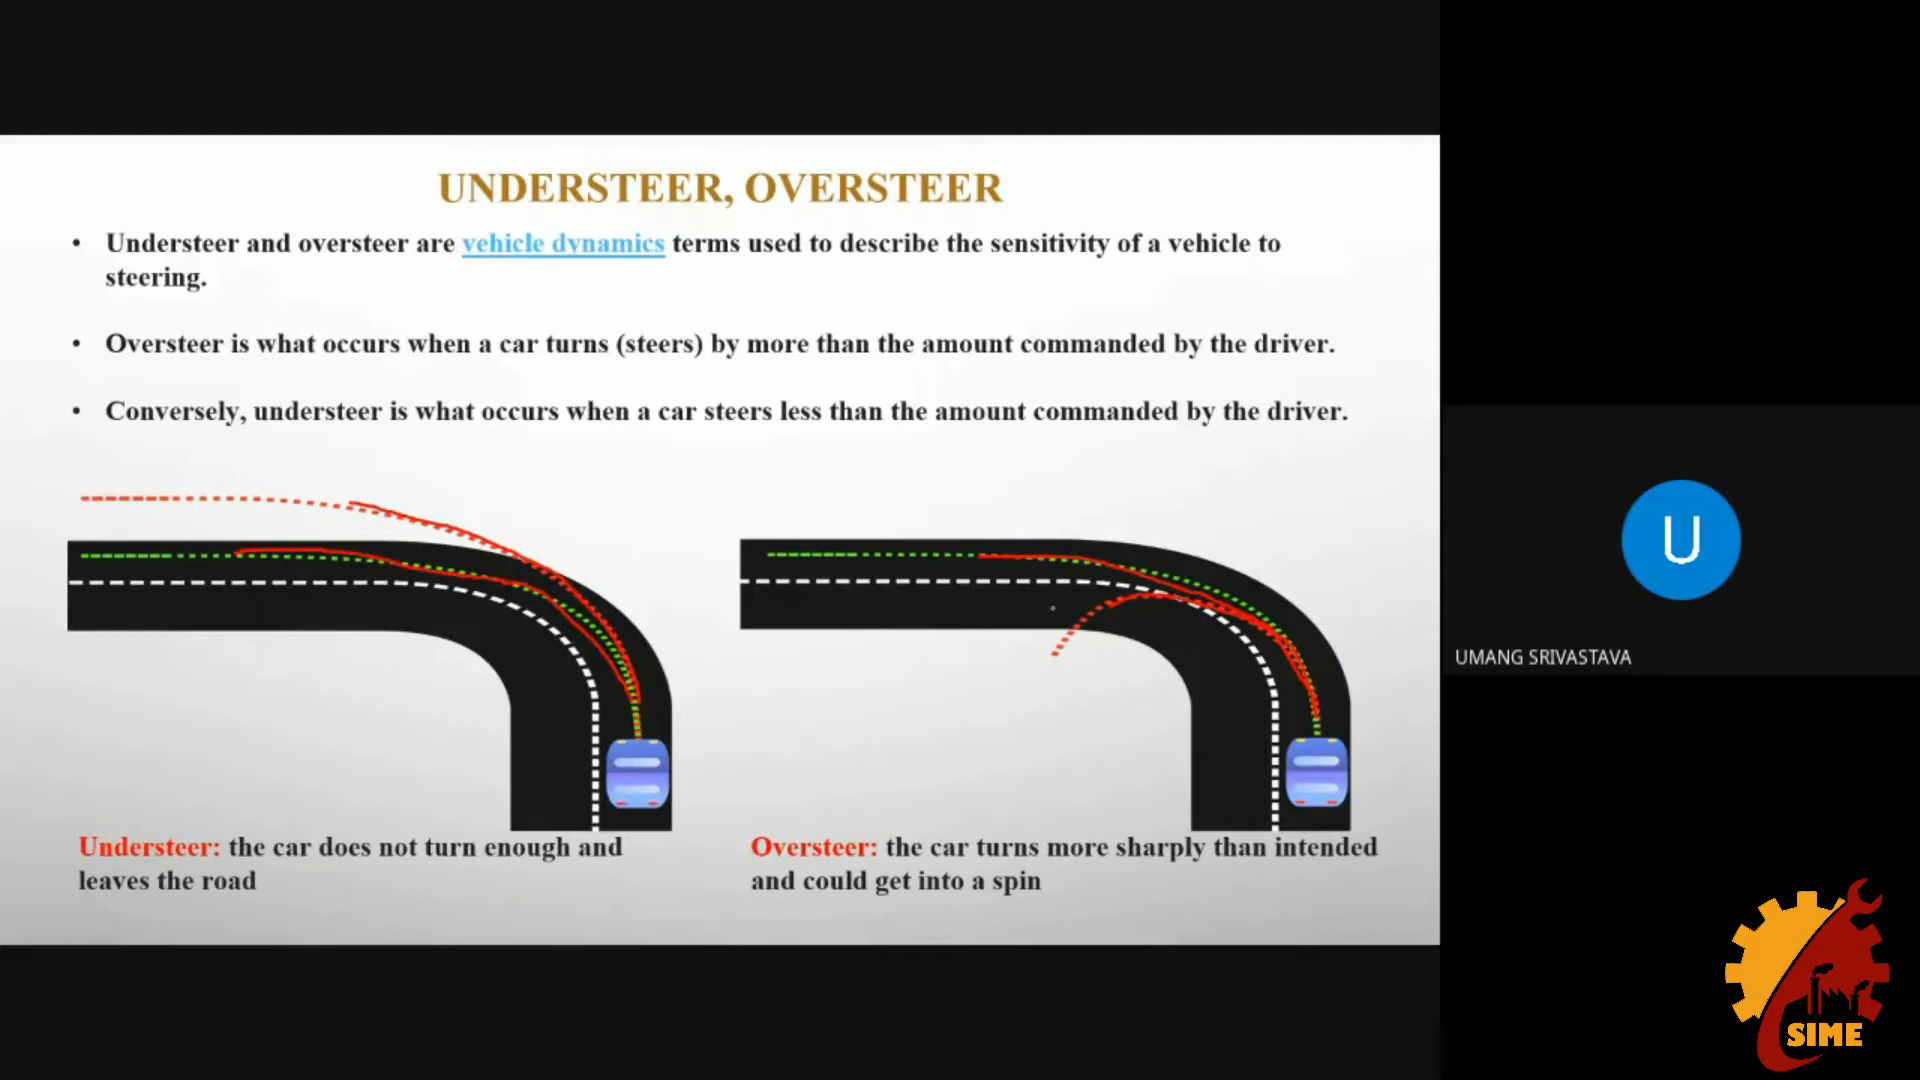 UNDERSTEER, OVERSTEER
• Understeer and oversteer are vehicle dynamics terms used to describe the sensitivity of a vehicle to
steering.
• Oversteer is what occurs when a car turns (steers) by more than the amount commanded by the driver.
• Conversely, understeer is what occurs when a car steers less than the amount commanded by the driver.
Understeer: the car does not turn enough and
leaves the road
Oversteer: the car turns more sharply than intended
and could get into a spin
U
UMANG SRIVASTAVA
SIME